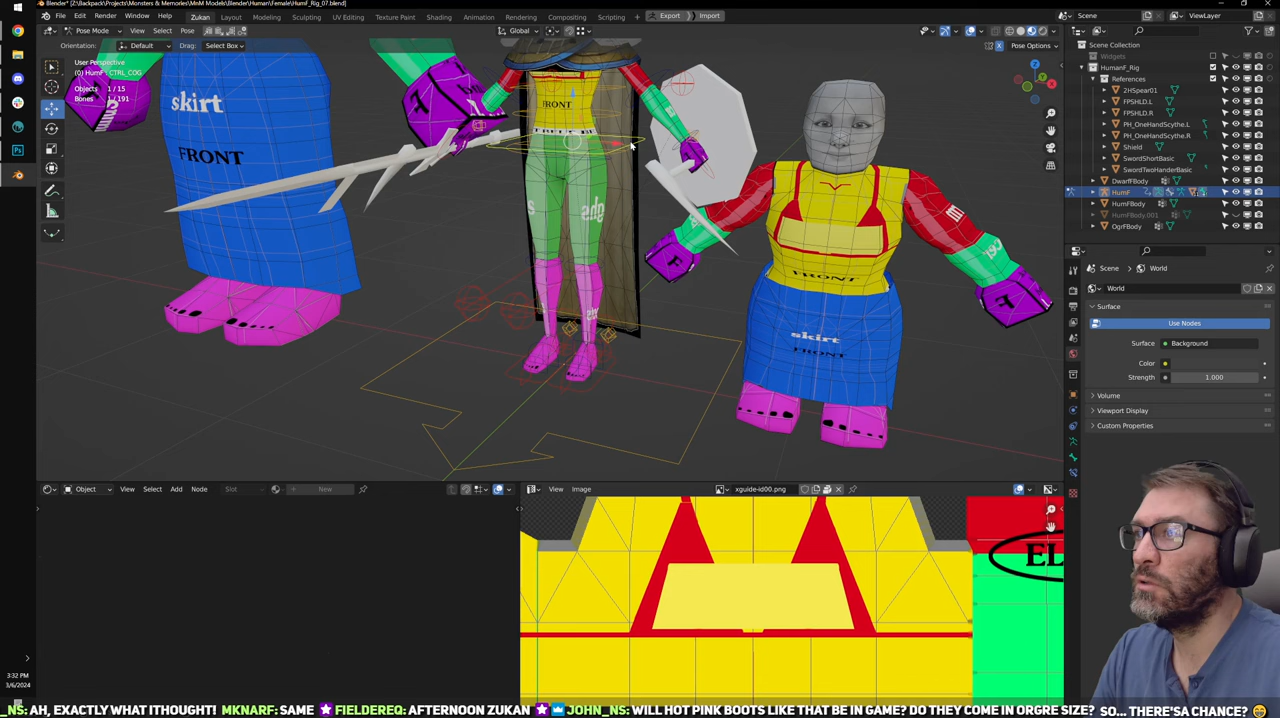 Blender* [Z:\Backpack\Projects\Monsters & Memories\MnM Models\Blender\Human\Female\Rig\HumF_Rig_07.blend]
File Edit Render Window Help Zukan Layout Modeling Sculpting UV Editing Texture Paint Shading Animation Rendering Compositing Scripting Export Import Scene ViewLayer
Pose Mode View Select Pose Global
Orientation: Default Drag: Select Box Pose Options
User Perspective
(0) HumF : CTRL_COG
Objects 1/15
Bones 1/191
skirt
FRONT
FRONT
FRONT
skirt
FRONT
Scene Collection
Widgets
HumanF_Rig
References
2HSpear01
FPSHLD.L
FPSHLD.R
PH_OneHandScythe.L
PH_OneHandScythe.R
Shield
SwordShortBasic
SwordTwoHanderBasic
DwarfFBody
HumF
HumFBody
HumFBody.001
OgrFBody
Scene World
World
Surface
Use Nodes
Surface: Background
Color
Strength 1.000
Volume
Viewport Display
Custom Properties
Object View Select Add Node Slot New
View Image xguide-id00.png
EL
3:32 PM
3/6/2024
_NS: AH, EXACTLY WHAT I THOUGHT! MKNARF: SAME FIELDEREQ: AFTERNOON ZUKAN JOHN_NS: WILL HOT PINK BOOTS LIKE THAT BE IN GAME? DO THEY COME IN ORGRE SIZE? SO... THERE'S A CHANCE?